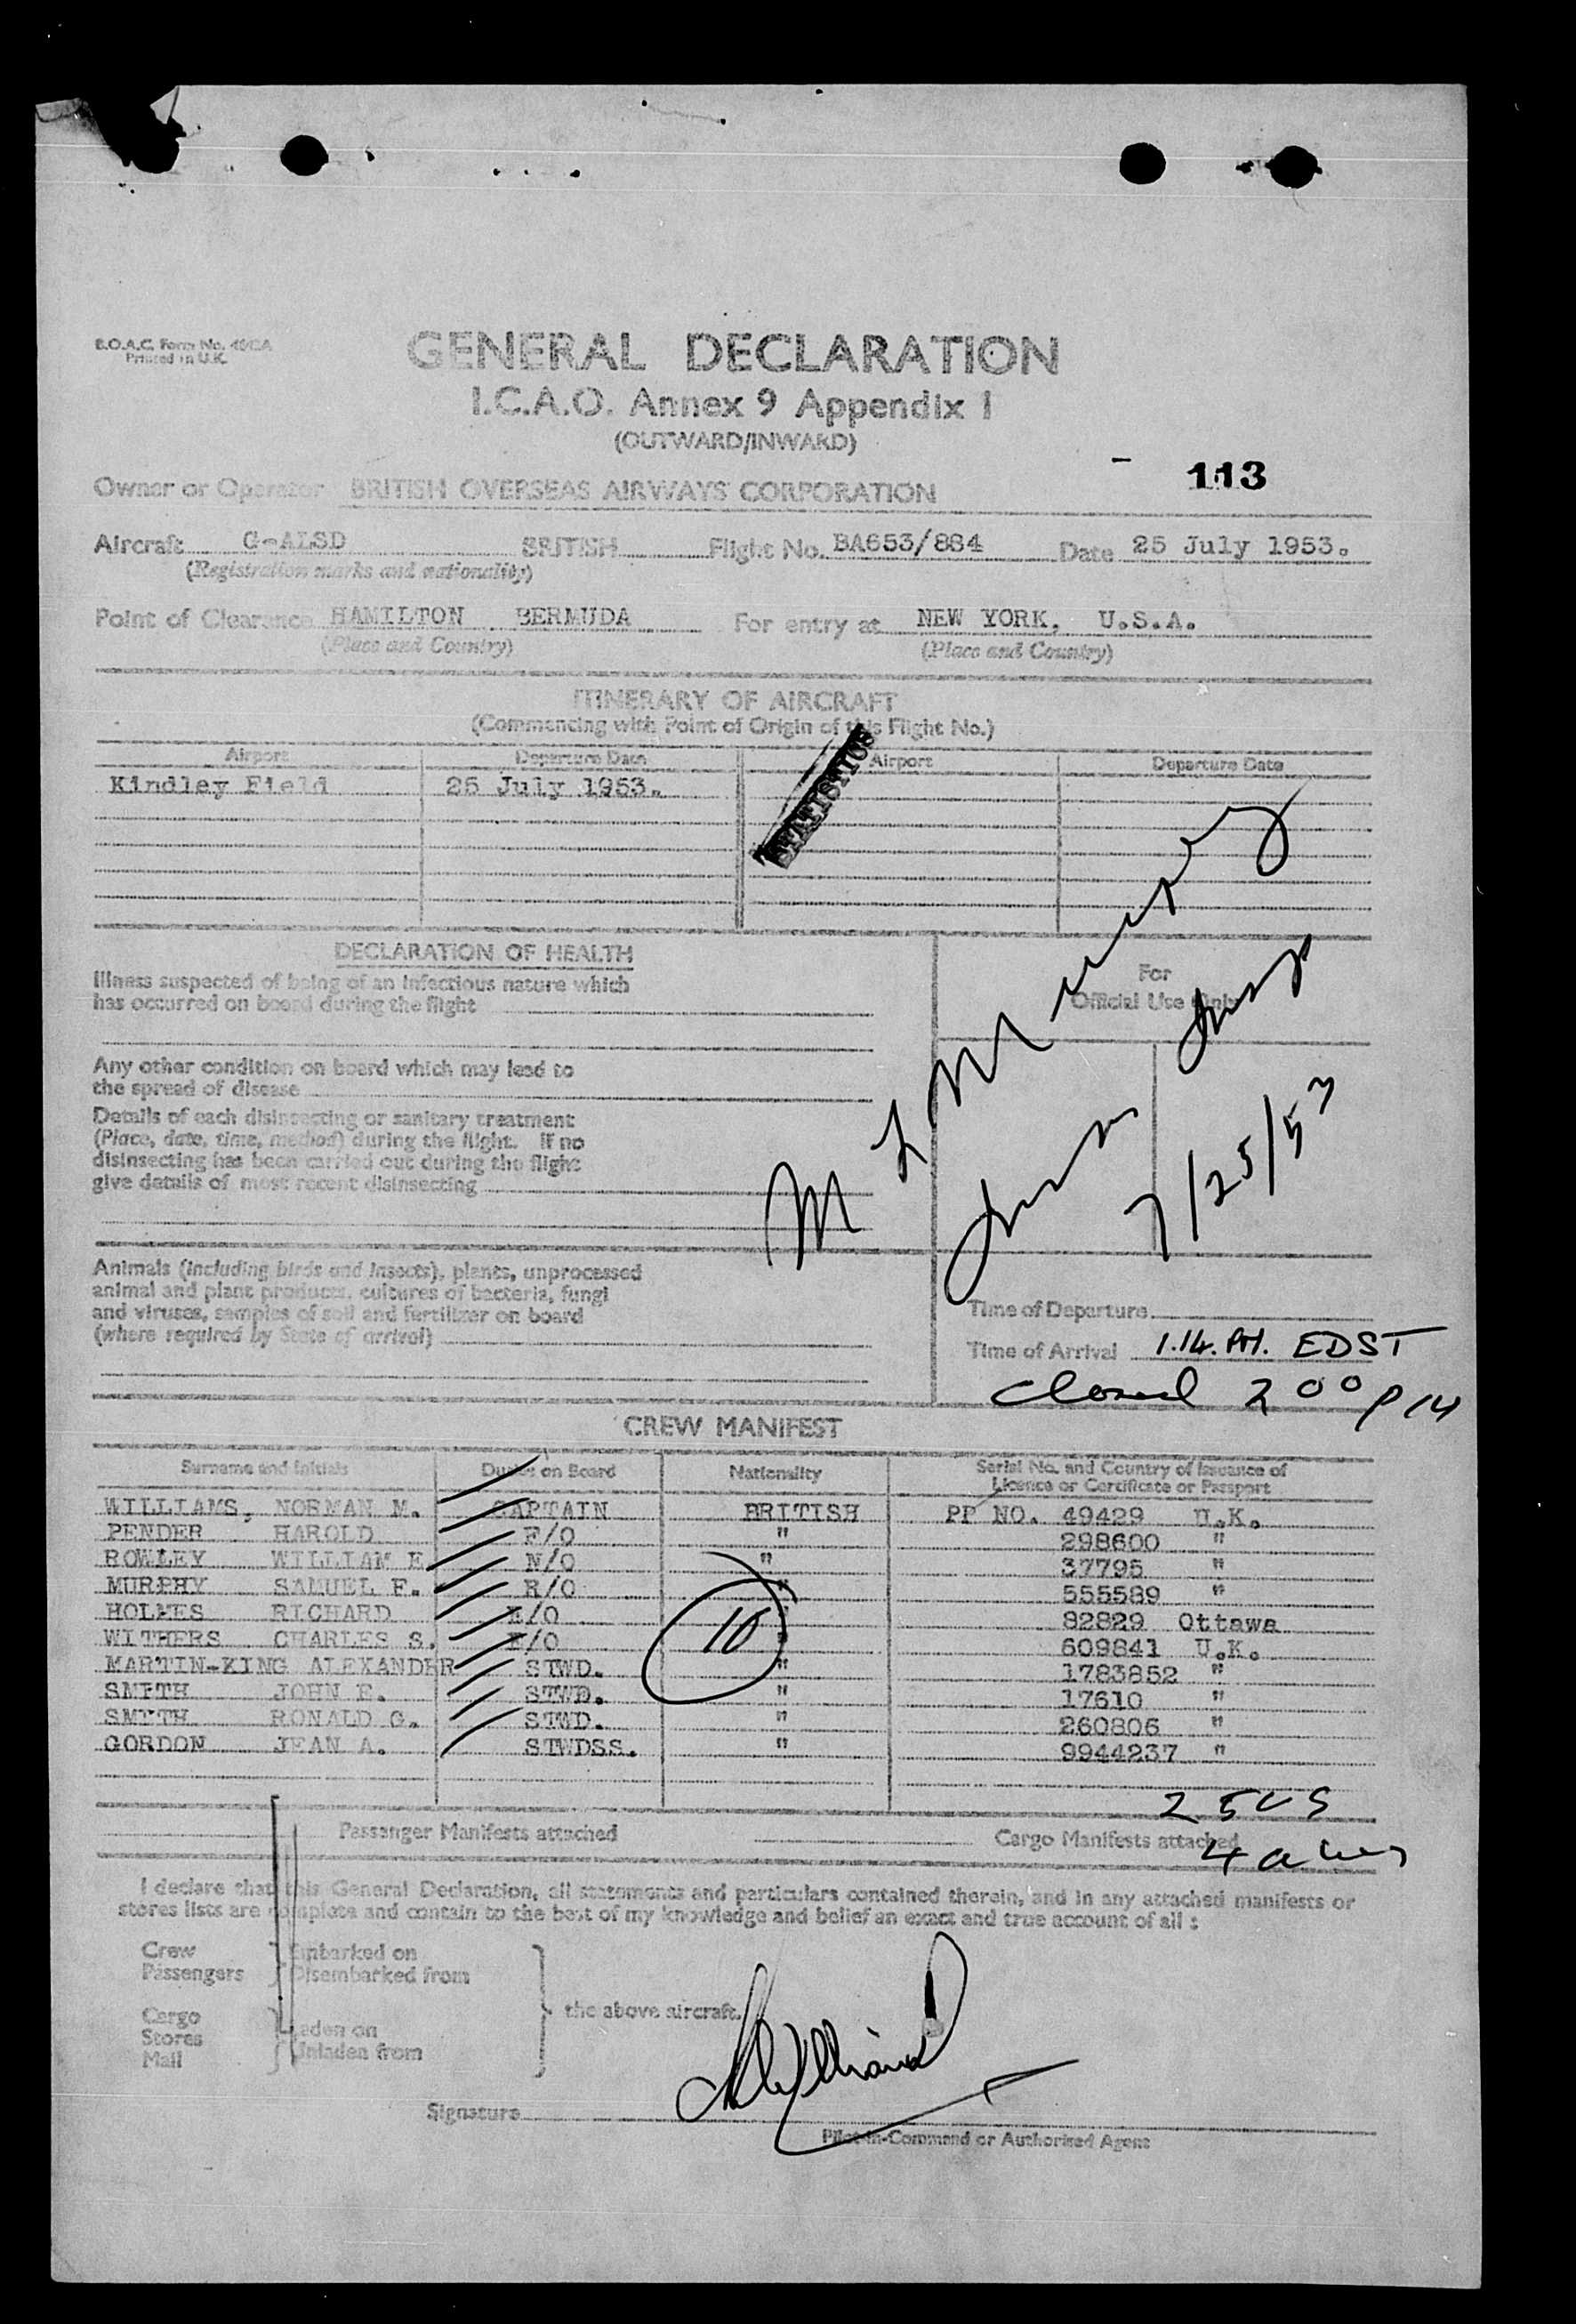 B.O.A.C. Form No.
Printed in U.K.
GENERAL DECLARATION
I.C.A.O. Annex 9 Appendix I
(OUTWARD/INWARD)
- 113
Owner or Operator BRITISH OVERSEAS AIRWAYS CORPORATION
Aircraft G-ALSD BRITISH Flight No. BA653/884 Date 25 July 1953.
(Registration marks and nationality)
Point of Clearance HAMILTON BERMUDA For entry at NEW YORK, U.S.A.
(Place and Country) (Place and Country)
ITINERARY OF AIRCRAFT
(Commencing with Point of Origin of this Flight No.)
STATISTICS
Airport Departure Date Airport Departure Date
Kindley Field 25 July 1953.
DECLARATION OF HEALTH
Illness suspected of being of an infectious nature which
has occurred on board during the flight
For
Official Use Only
Any other condition on board which may lead to
the spread of disease
Details of each disinsecting or sanitary treatment
(Place, date, time, method) during the flight. If no
disinsecting has been carried out during the flight
give details of most recent disinsecting
M L
7/25/53
Animals (including birds and insects), plants, unprocessed
animal and plant products, cultures of bacteria, fungi
and viruses, samples of soil and fertilizer on board
(where required by State of arrival)
Time of Departure
Time of Arrival 1.14. PM. EDST
Closed 2 00 PM
CREW MANIFEST
Surname and Initials Duties on Board Nationality Serial No. and Country of Issuance of
Licence or Certificate or Passport
WILLIAMS, NORMAN M. CAPTAIN BRITISH PP NO. 49429 U.K.
PENDER HAROLD F/O " 298600 "
ROWLEY WILLIAM E. N/O " 37795 "
MURPHY SAMUEL F. R/O " 555589 "
HOLMES RICHARD E/O " 82829 Ottawa
WITHERS CHARLES S. E/O " 609841 U.K.
MARTIN-KING ALEXANDER STWD. " 1783852 "
SMITH JOHN E. STWD. " 17610 "
SMITH RONALD G. STWD. " 260806 "
GORDON JEAN A. STWDSS. " 9944237 "
10
25 US
Passenger Manifests attached Cargo Manifests attached
4
I declare that this General Declaration, all statements and particulars contained therein, and in any attached manifests or
stores lists are complete and contain to the best of my knowledge and belief an exact and true account of all :
Crew Embarked on
Passengers Disembarked from
the above aircraft.
Cargo
Stores Laden on
Mail Unladen from
Signature
Pilot-in-Command or Authorised Agent